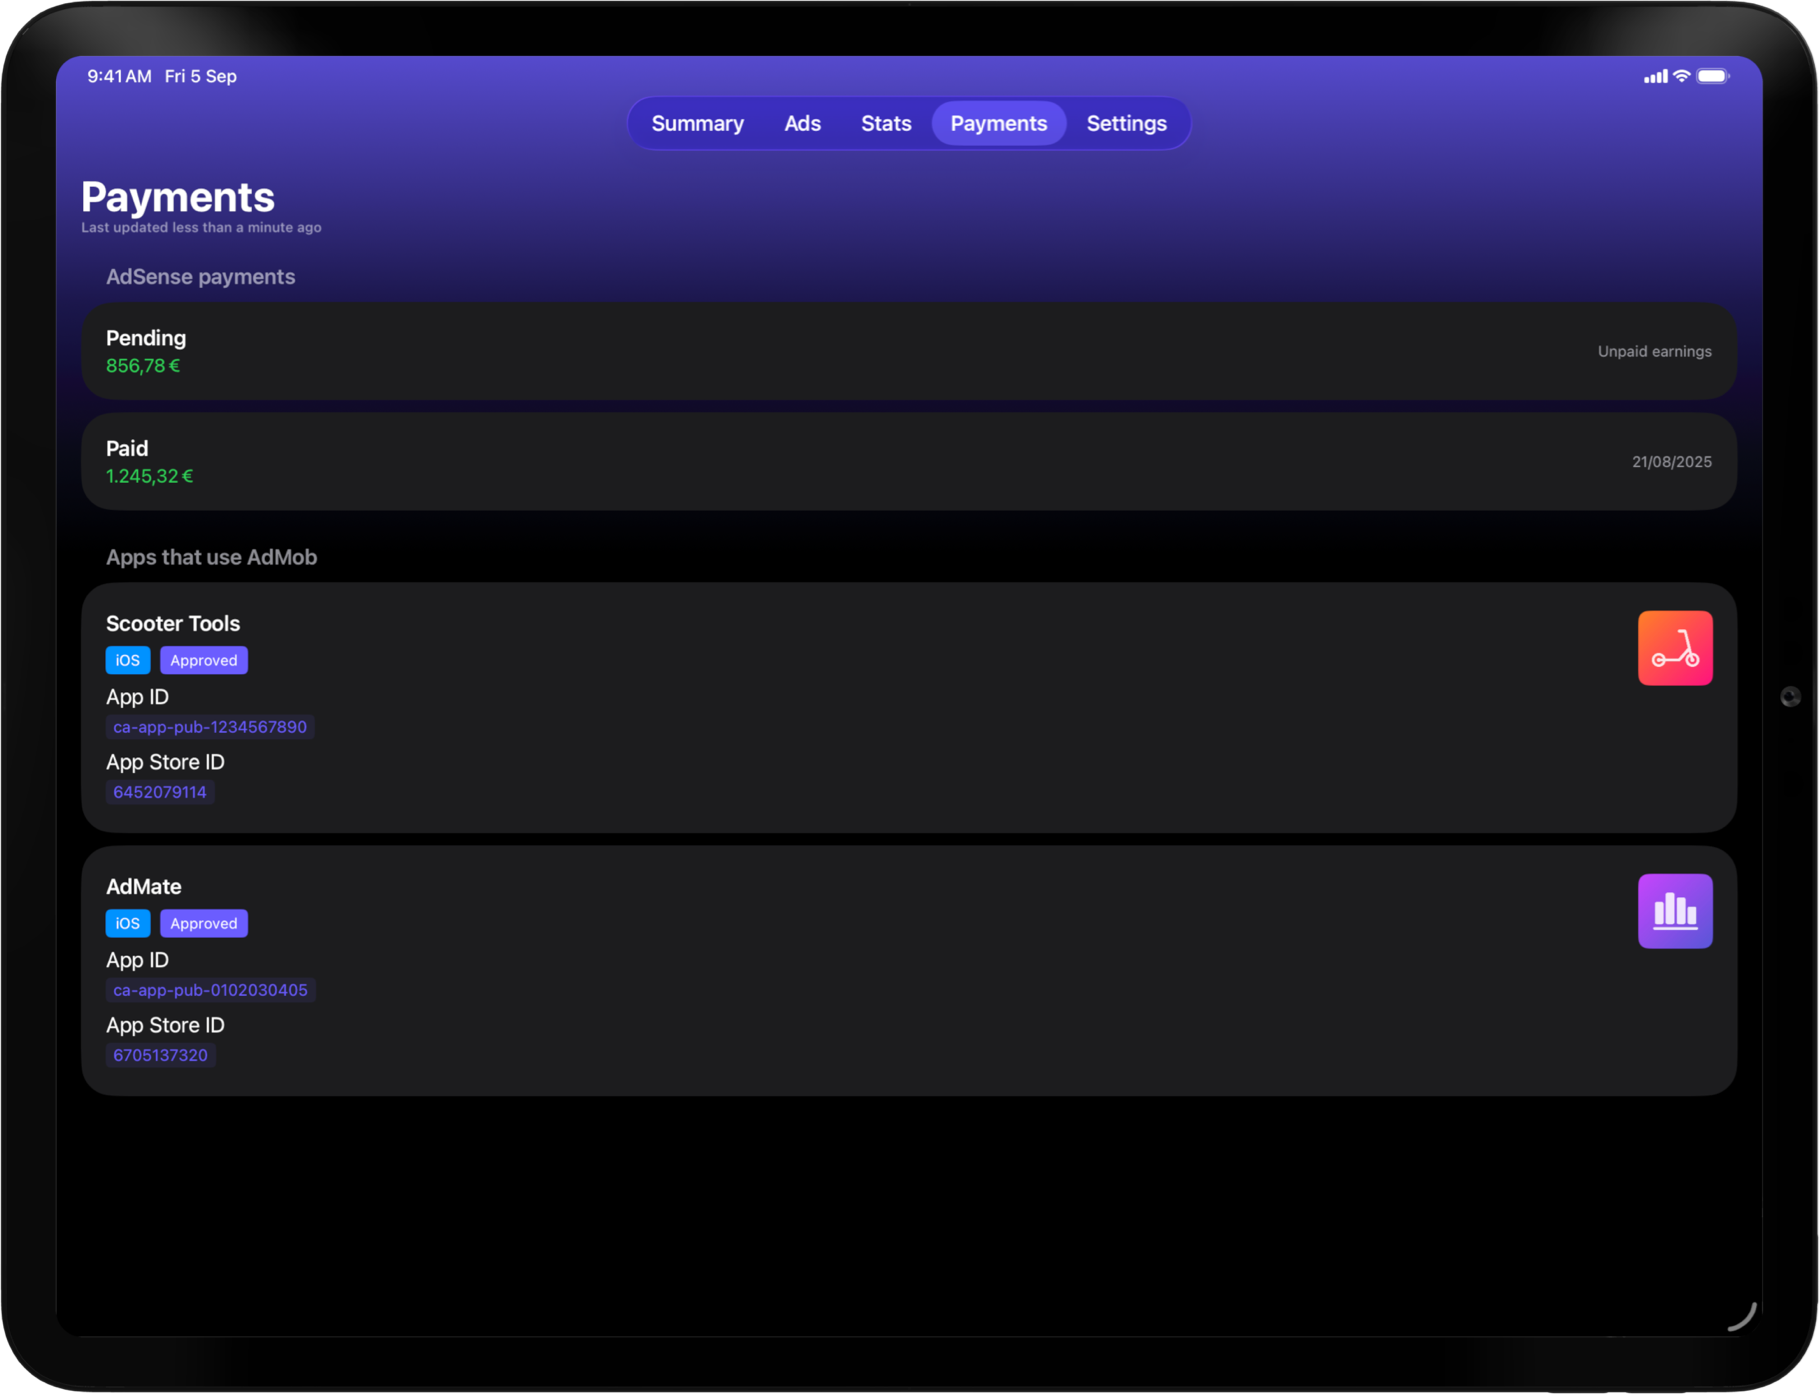 9:41 AM Fri 5 Sep
Summary Ads Stats Payments Settings
Payments
Last updated less than a minute ago
AdSense payments
Pending
856,78 €
Unpaid earnings
Paid
1.245,32 €
21/08/2025
Apps that use AdMob
Scooter Tools
iOS Approved
App ID
ca-app-pub-1234567890
App Store ID
6452079114
AdMate
iOS Approved
App ID
ca-app-pub-0102030405
App Store ID
6705137320